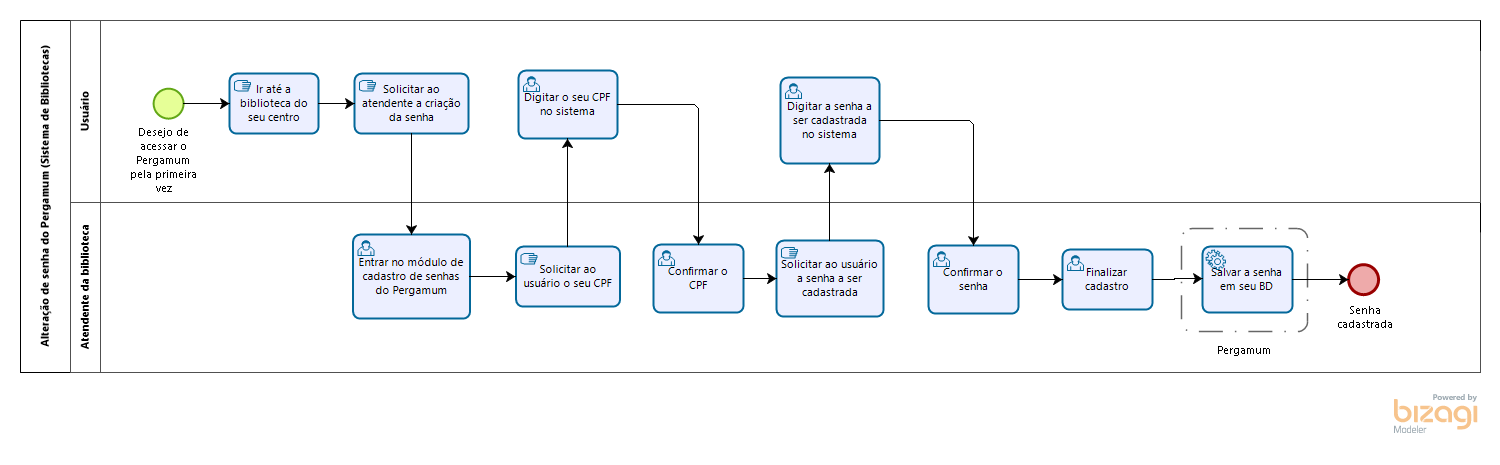 Alteração de senha do Pergamum (Sistema de Bibliotecas)
Usuário
Desejo de
acessar o
Pergamum
pela primeira
vez
Ir até a
biblioteca do
seu centro
Solicitar ao
atendente a criação
da senha
Digitar o seu CPF
no sistema
Digitar a senha a
ser cadastrada
no sistema
Atendente da biblioteca
Entrar no módulo de
cadastro de senhas
do Pergamum
Solicitar ao
usuário o seu CPF
Confirmar o
CPF
Solicitar ao usuário
a senha a ser
cadastrada
Confirmar o
senha
Finalizar
cadastro
Salvar a senha
em seu BD
Pergamum
Senha
cadastrada
Powered by
bizagi
Modeler